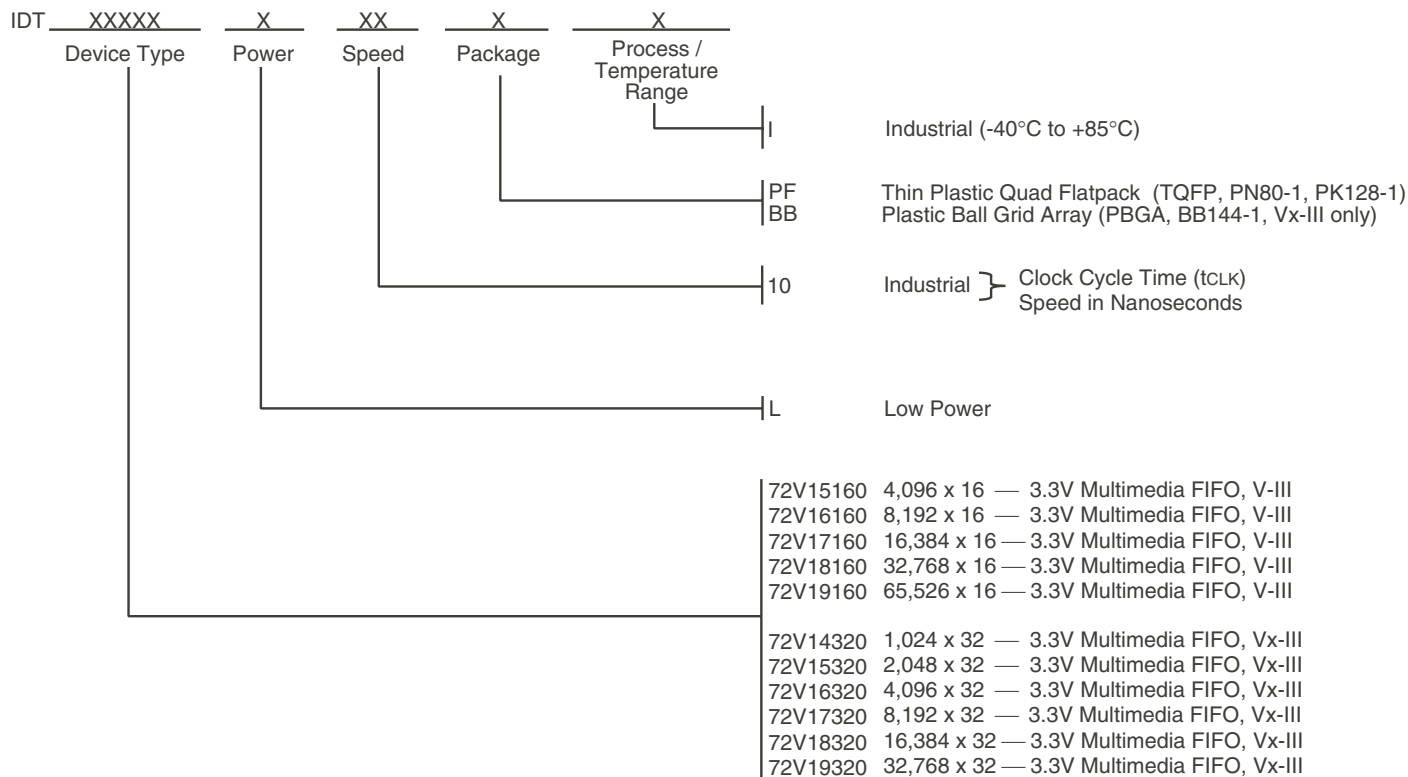 IDT XXXXX X XX X X
Device Type Power Speed Package Process /
Temperature
Range
I Industrial (-40°C to +85°C)
PF Thin Plastic Quad Flatpack (TQFP, PN80-1, PK128-1)
BB Plastic Ball Grid Array (PBGA, BB144-1, Vx-III only)
10 Industrial } Clock Cycle Time (tCLK)
Speed in Nanoseconds
L Low Power
72V15160 4,096 x 16 — 3.3V Multimedia FIFO, V-III
72V16160 8,192 x 16 — 3.3V Multimedia FIFO, V-III
72V17160 16,384 x 16 — 3.3V Multimedia FIFO, V-III
72V18160 32,768 x 16 — 3.3V Multimedia FIFO, V-III
72V19160 65,526 x 16 — 3.3V Multimedia FIFO, V-III
72V14320 1,024 x 32 — 3.3V Multimedia FIFO, Vx-III
72V15320 2,048 x 32 — 3.3V Multimedia FIFO, Vx-III
72V16320 4,096 x 32 — 3.3V Multimedia FIFO, Vx-III
72V17320 8,192 x 32 — 3.3V Multimedia FIFO, Vx-III
72V18320 16,384 x 32 — 3.3V Multimedia FIFO, Vx-III
72V19320 32,768 x 32 — 3.3V Multimedia FIFO, Vx-III